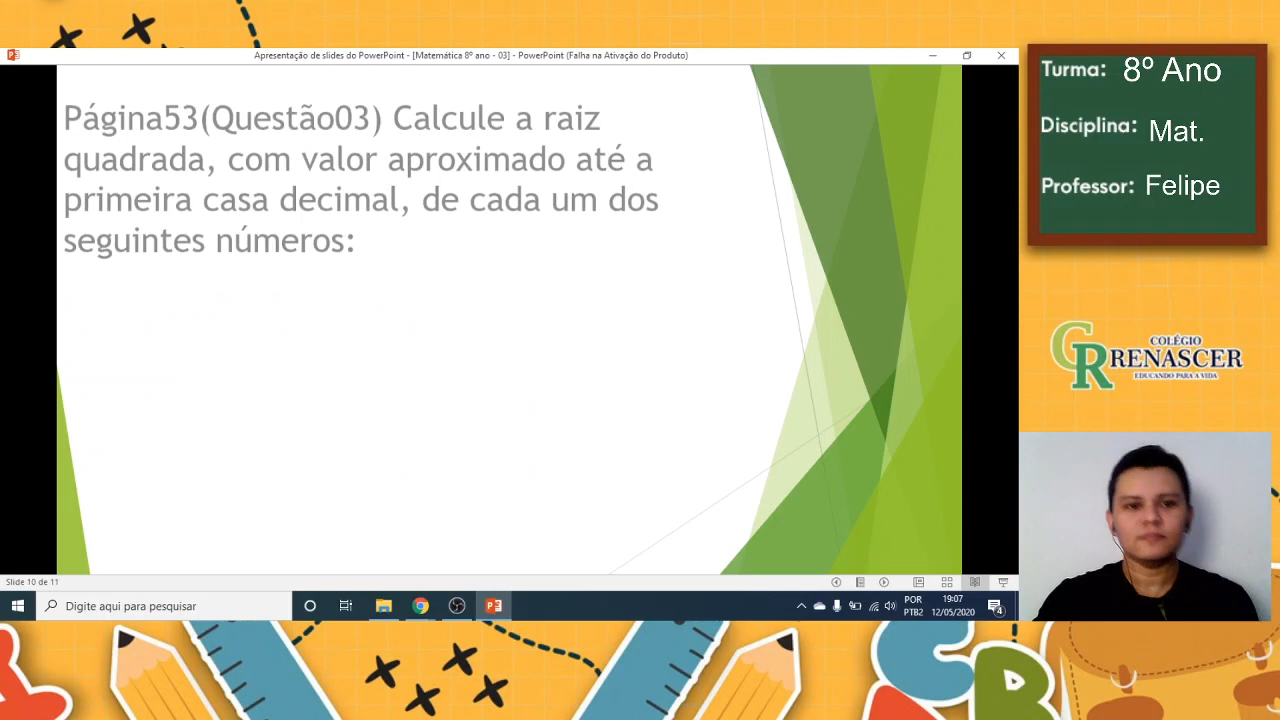 Apresentação de slides do PowerPoint - [Matemática 8º ano - 03] - PowerPoint (Falha na Ativação do Produto)
Página53(Questão03) Calcule a raiz
quadrada, com valor aproximado até a
primeira casa decimal, de cada um dos
seguintes números:
Slide 10 de 11
Digite aqui para pesquisar
POR
PTB2
19:07
12/05/2020
4
Turma: 8º Ano
Disciplina: Mat.
Professor: Felipe
CR
COLÉGIO
RENASCER
EDUCANDO PARA A VIDA